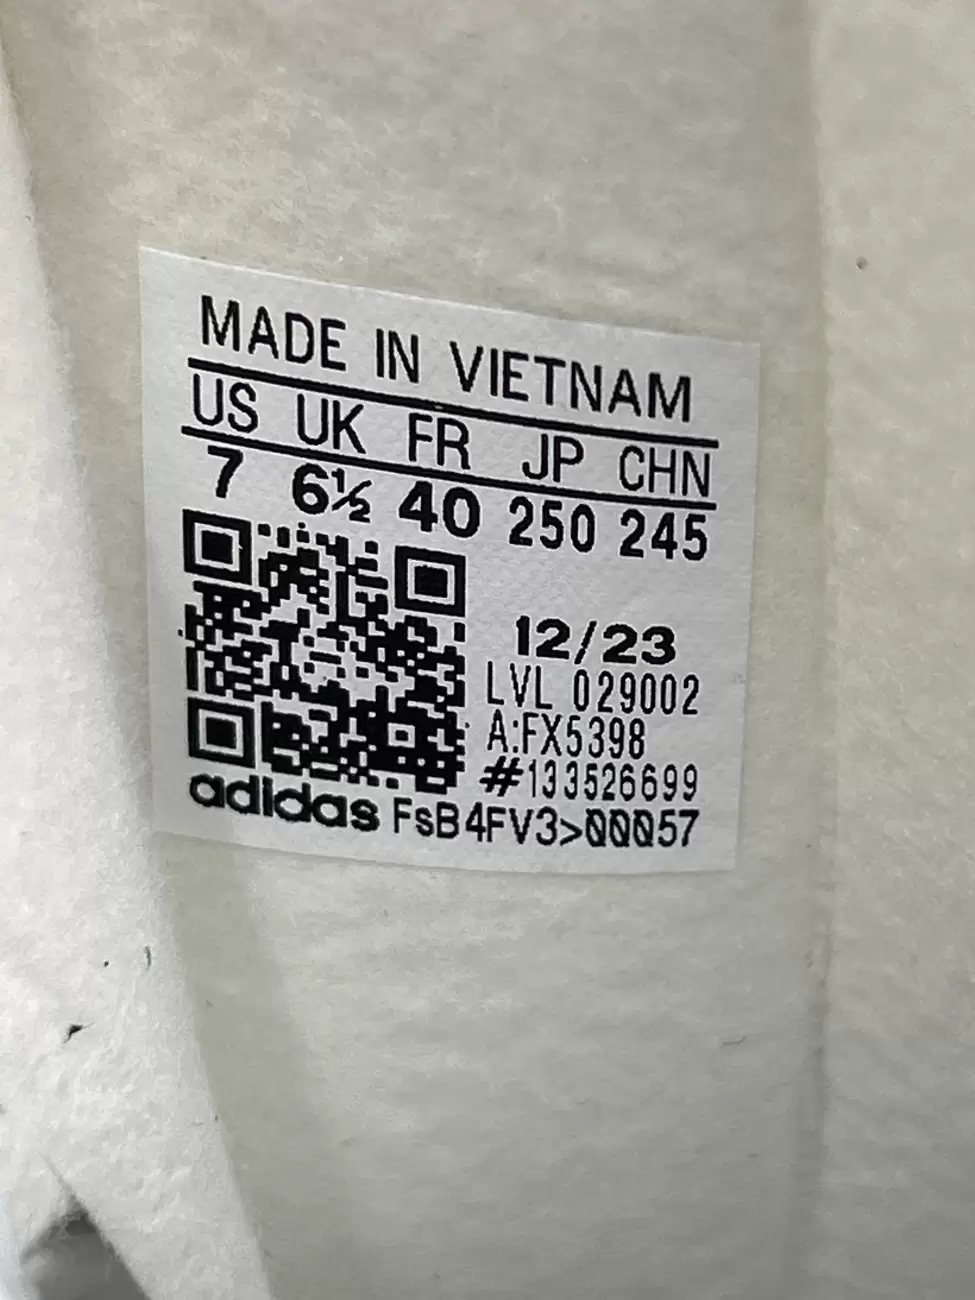 MADE IN VIETNAM
US UK FR JP CHN
7 6½ 40 250 245
12/23
LVL 029002
A:FX5398
#133526699
adidas FsB4FV3>00057